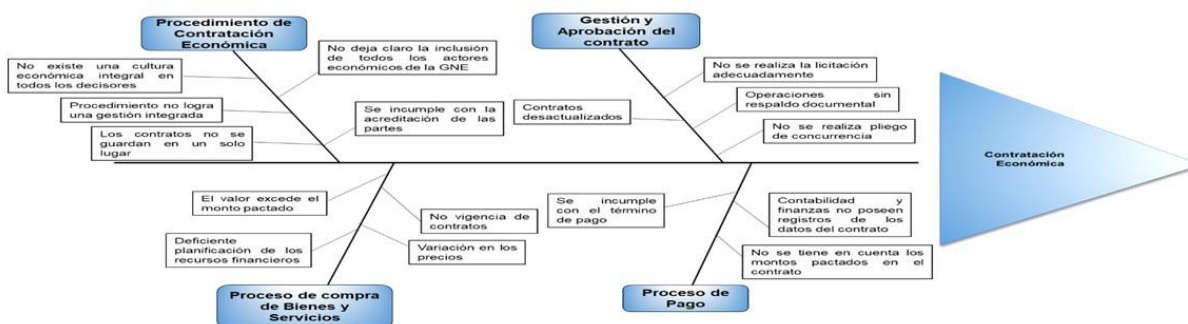 Procedimiento de
Contratación
Económica
No existe una cultura
económica integral en
todos los decisores
Procedimiento no logra
una gestión integrada
Los contratos no se
guardan en un solo
lugar
No deja claro la inclusión
de todos los actores
económicos de la GNE
Se incumple con la
acreditación de las
partes
Gestión y
Aprobación del
contrato
Contratos
desactualizados
No se realiza la licitación
adecuadamente
Operaciones sin
respaldo documental
No se realiza pliego
de concurrencia
Contratación
Económica
El valor excede el
monto pactado
Deficiente
planificación de los
recursos financieros
No vigencia de
contratos
Variación en los
precios
Proceso de compra
de Bienes y
Servicios
Se incumple
con el término
de pago
Contabilidad y
finanzas no poseen
registros de los
datos del contrato
No se tiene en cuenta los
montos pactados en el
contrato
Proceso de
Pago